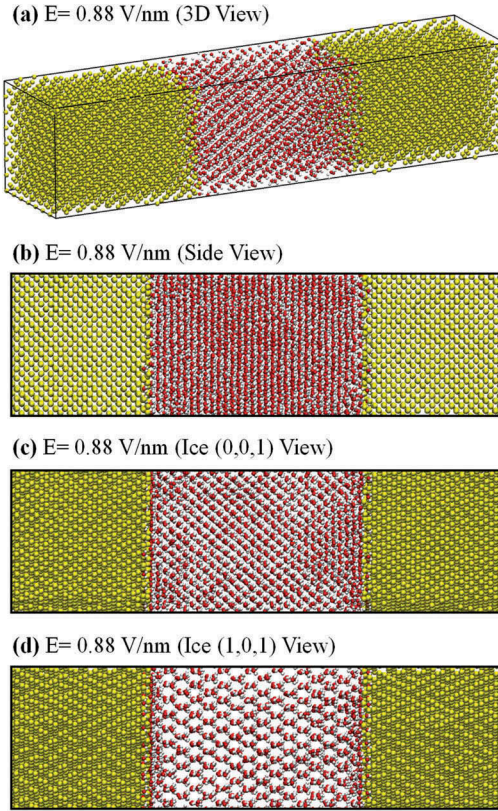 (a) E= 0.88 V/nm (3D View)
(b) E= 0.88 V/nm (Side View)
(c) E= 0.88 V/nm (Ice (0,0,1) View)
(d) E= 0.88 V/nm (Ice (1,0,1) View)